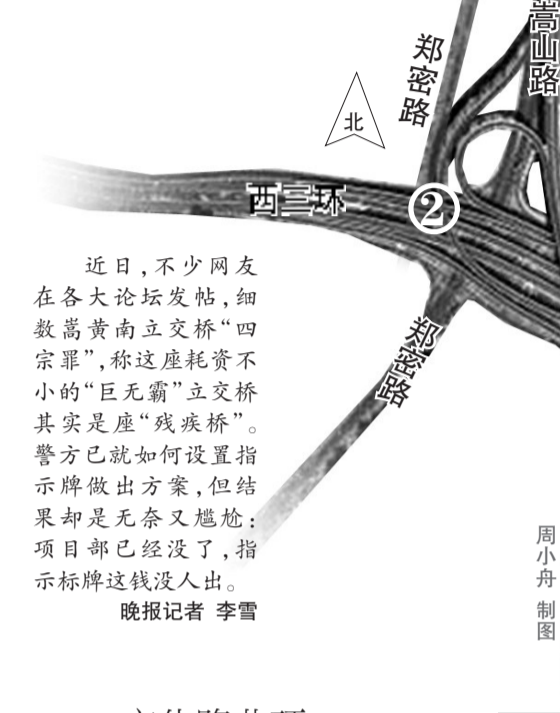 嵩山路
郑密路
北
西三环
②
郑密路
近日，不少网友
在各大论坛发帖，细
数嵩黄南立交桥“四
宗罪”，称这座耗资不
小的“巨无霸”立交桥
其实是座“残疾桥”。
警方已就如何设置指
示牌做出方案，但结
果却是无奈又尴尬：
项目部已经没了，指
示标牌这钱没人出。
晚报记者 李雪
周小舟 制图